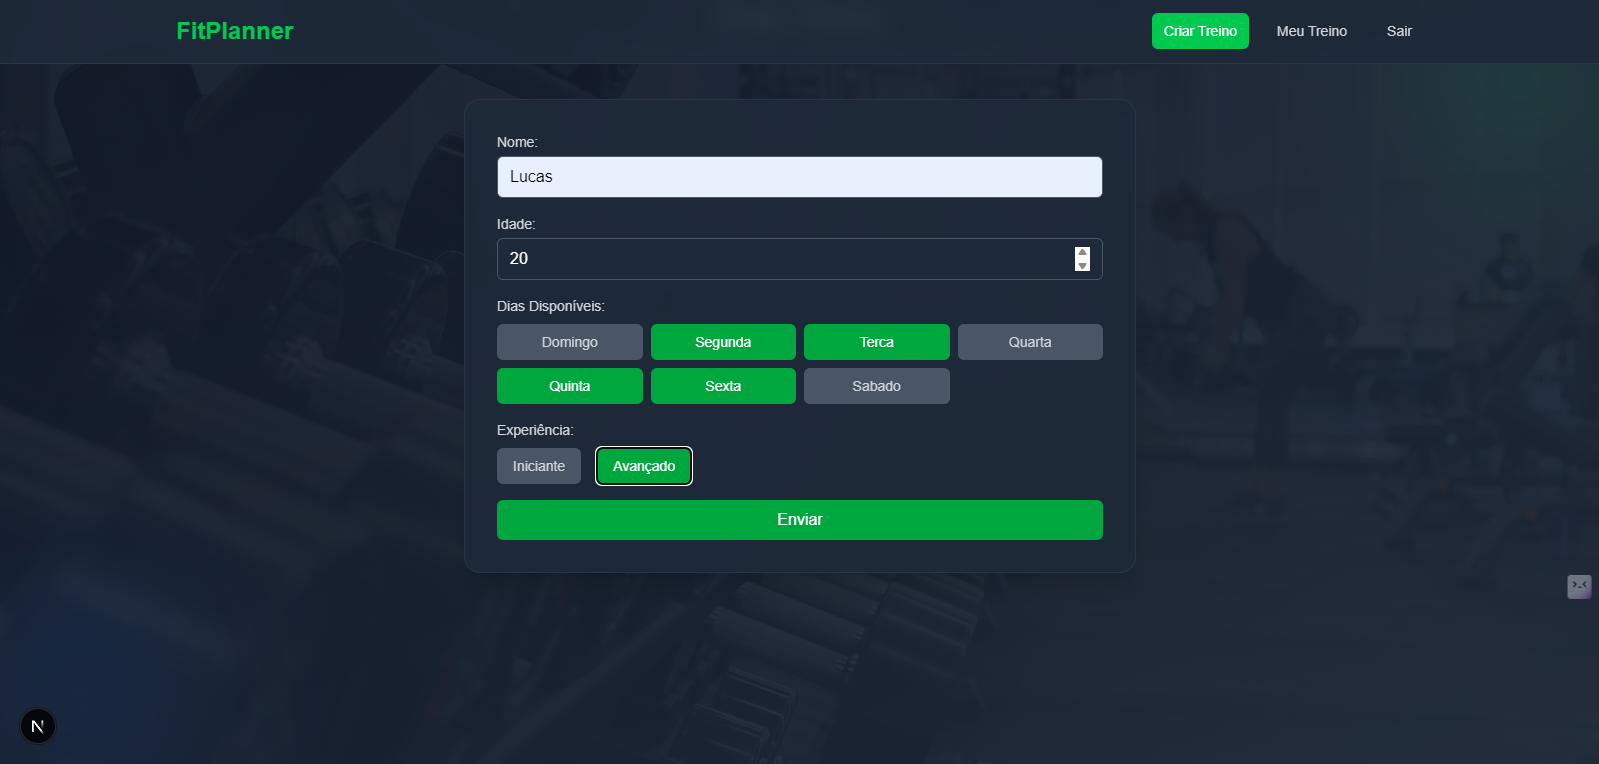 FitPlanner
Criar Treino Meu Treino Sair
Nome:
Lucas
Idade:
20
Dias Disponíveis:
Domingo Segunda Terca Quarta
Quinta Sexta Sabado
Experiência:
Iniciante Avançado
Enviar
N